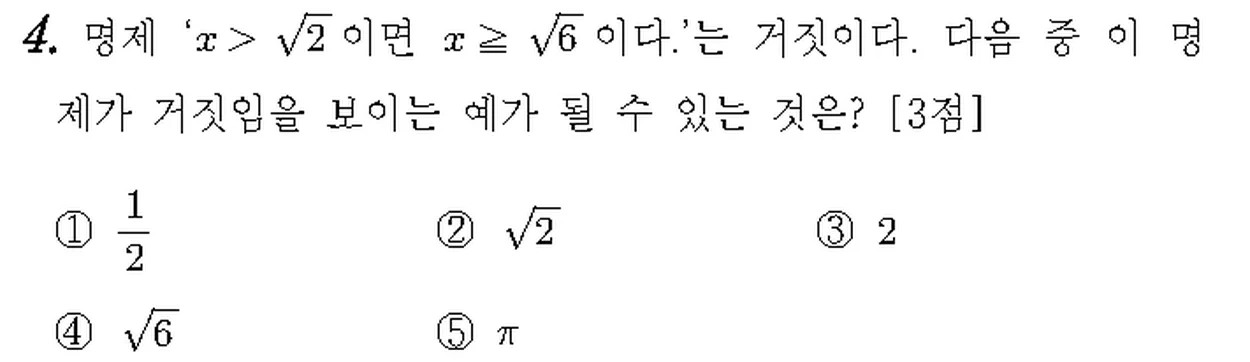 4. 명제 ‘x > √2 이면 x ≧ √6 이다.’는 거짓이다. 다음 중 이 명
제가 거짓임을 보이는 예가 될 수 있는 것은? [3점]
① 1/2 ② √2 ③ 2
④ √6 ⑤ π